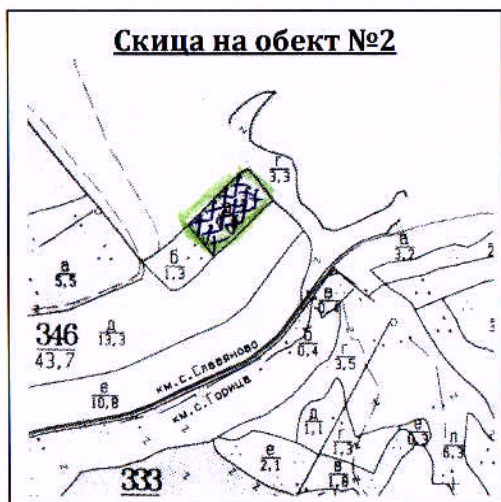 Скица на обект №2
г
3,3
а
3,2
б
1,3
а
5,5
346
43,7
д
13,3
е
10,8
км. с. Славяново
км. с. Горица
в
б
0,4
г
3,5
д
1,1
г
1,3
е
0,3
л
6,3
е
2,1
в
1,8
333